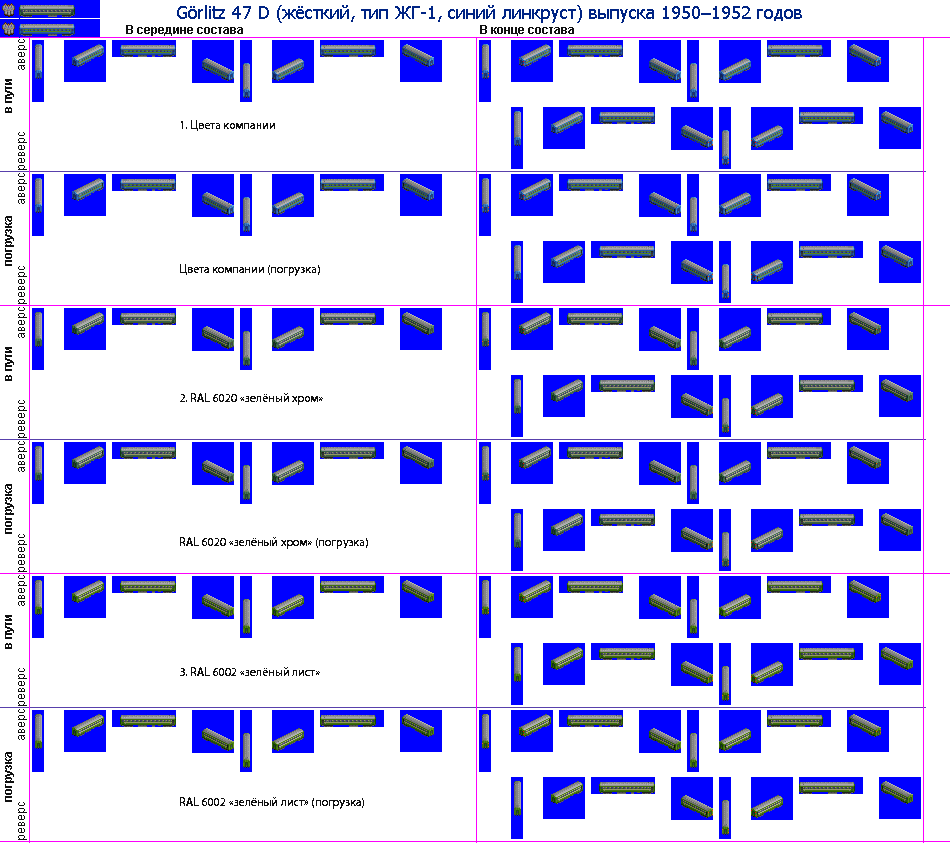 Görlitz 47 D (жёсткий, тип ЖГ-1, синий линкруст) выпуска 1950–1952 годов
В середине состава
В конце состава
аверс
в пути
1. Цвета компании
реверс
аверс
погрузка
Цвета компании (погрузка)
реверс
аверс
в пути
2. RAL 6020 «зелёный хром»
реверс
аверс
погрузка
RAL 6020 «зелёный хром» (погрузка)
реверс
аверс
в пути
3. RAL 6002 «зелёный лист»
реверс
аверс
погрузка
RAL 6002 «зелёный лист» (погрузка)
реверс